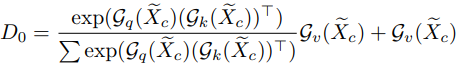 $$D_0 = \frac{\exp(\mathcal{G}_q(\widetilde{X}_c)(\mathcal{G}_k(\widetilde{X}_c))^\top)}{\sum \exp(\mathcal{G}_q(\widetilde{X}_c)(\mathcal{G}_k(\widetilde{X}_c))^\top)} \mathcal{G}_v(\widetilde{X}_c) + \mathcal{G}_v(\widetilde{X}_c)$$